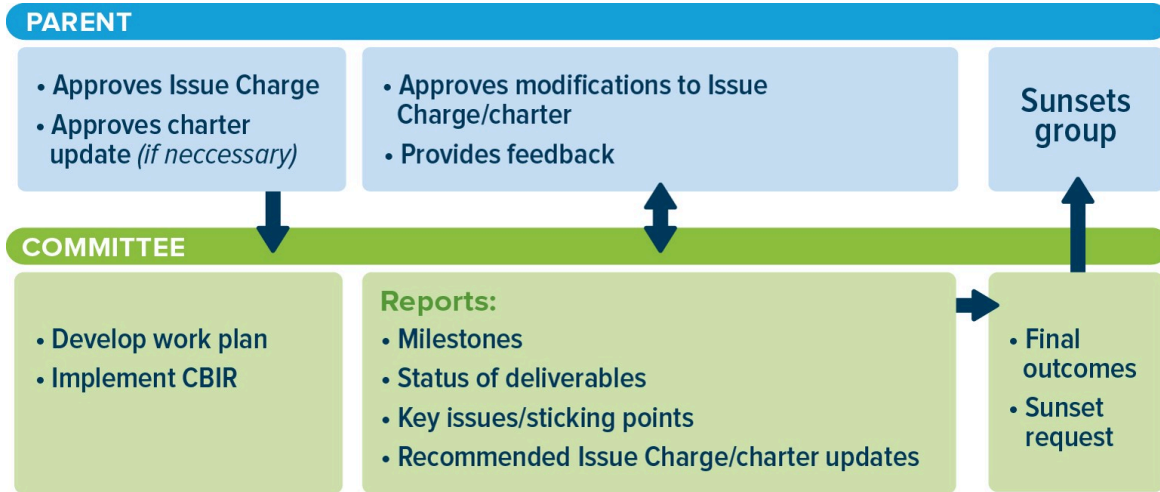 PARENT
• Approves Issue Charge
• Approves charter
update (if neccessary)
• Approves modifications to Issue
Charge/charter
• Provides feedback
Sunsets
group
COMMITTEE
• Develop work plan
• Implement CBIR
Reports:
• Milestones
• Status of deliverables
• Key issues/sticking points
• Recommended Issue Charge/charter updates
• Final
outcomes
• Sunset
request